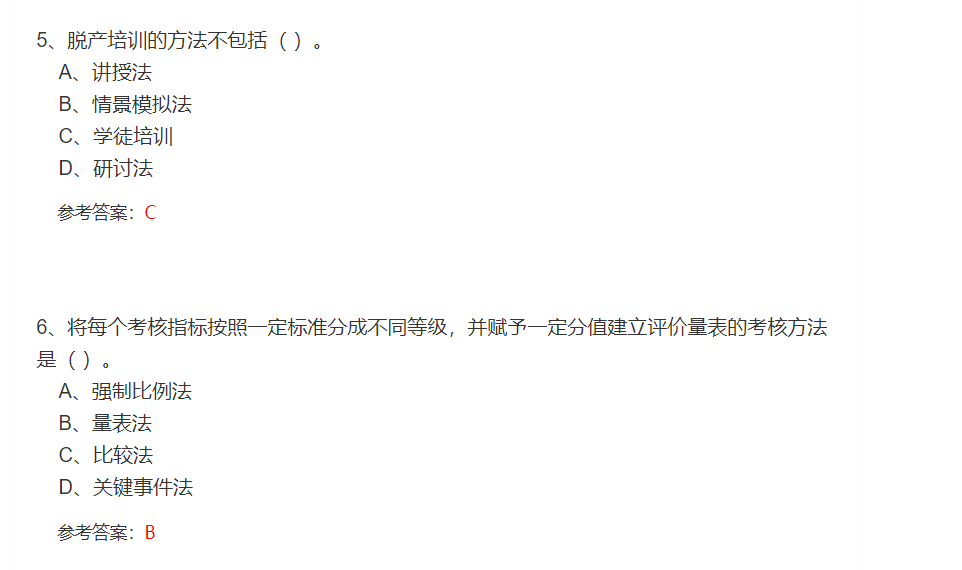 5、脱产培训的方法不包括（ ）。
A、讲授法
B、情景模拟法
C、学徒培训
D、研讨法
参考答案：C
6、将每个考核指标按照一定标准分成不同等级，并赋予一定分值建立评价量表的考核方法
是（ ）。
A、强制比例法
B、量表法
C、比较法
D、关键事件法
参考答案：B